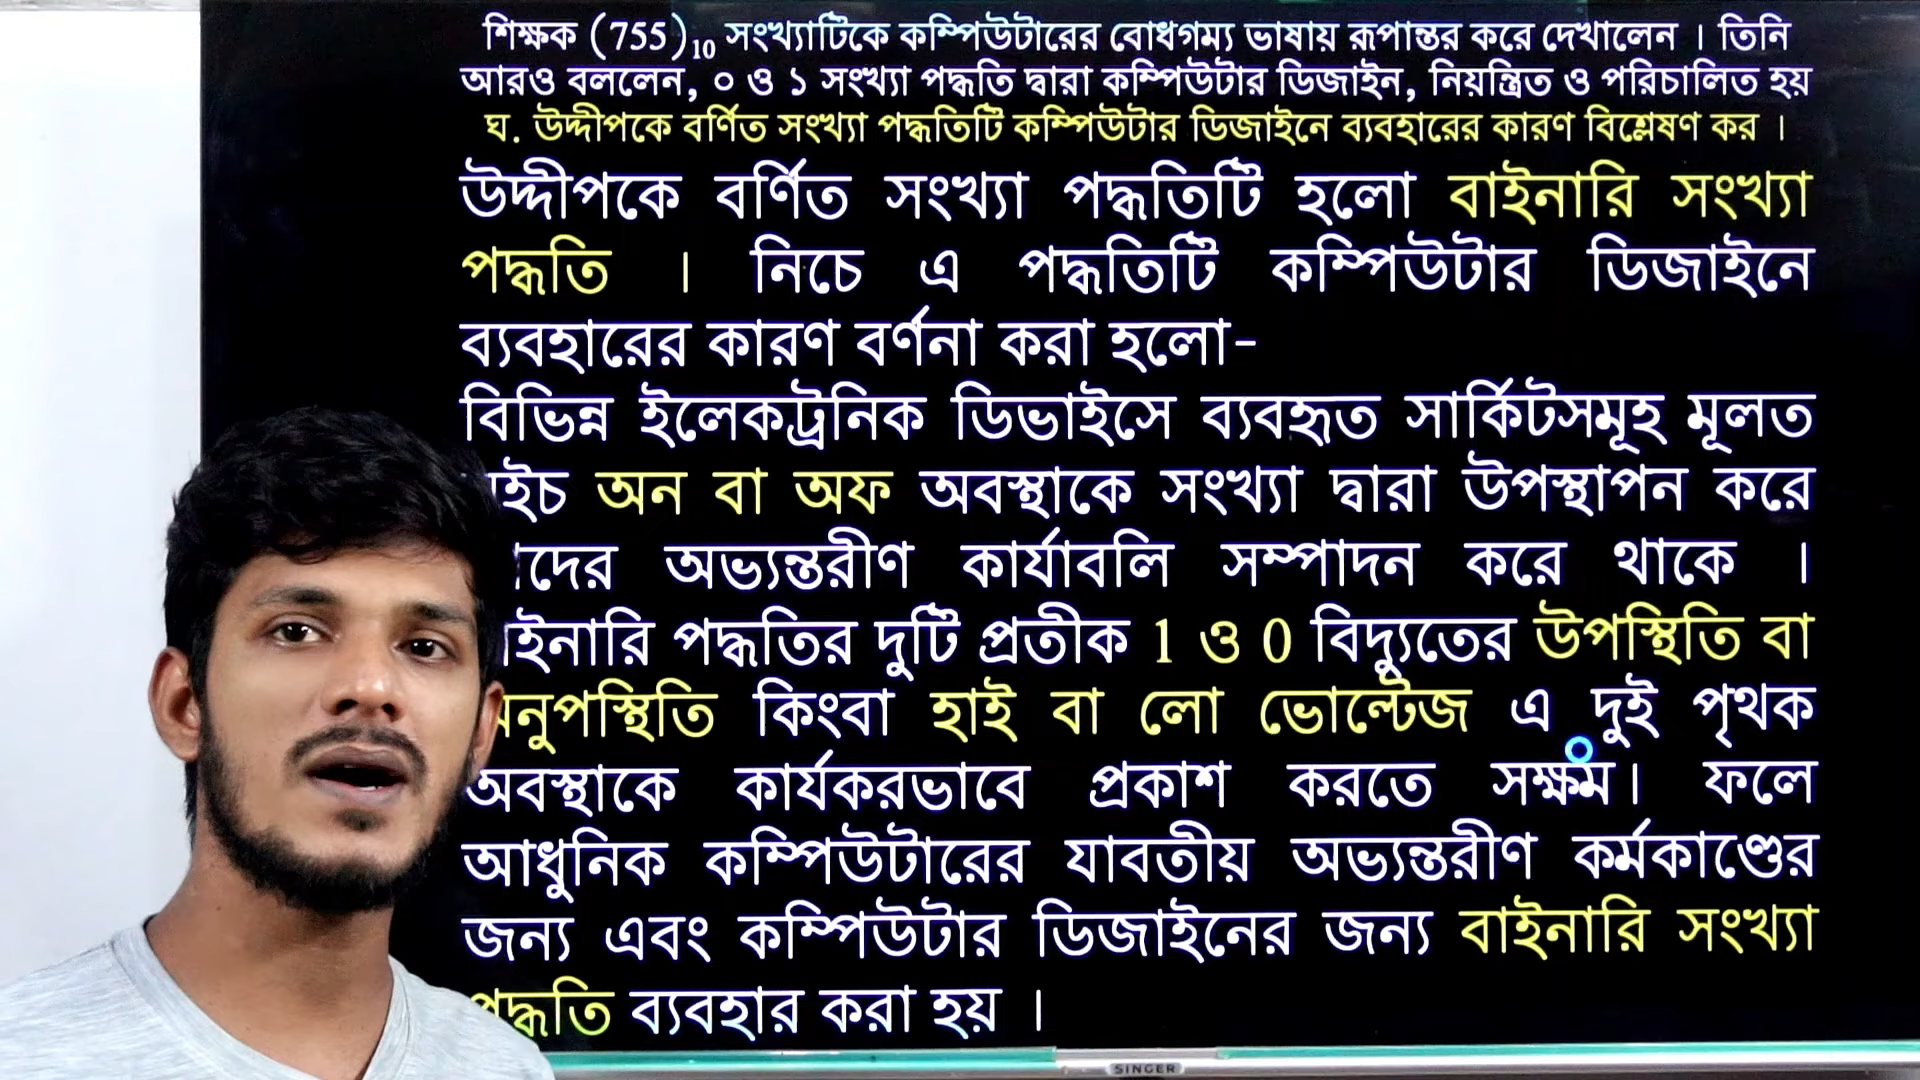 শিক্ষক (755)₁₀ সংখ্যাটিকে কম্পিউটারের বোধগম্য ভাষায় রূপান্তর করে দেখালেন । তিনি
আরও বললেন, ০ ও ১ সংখ্যা পদ্ধতি দ্বারা কম্পিউটার ডিজাইন, নিয়ন্ত্রিত ও পরিচালিত হয়
ঘ. উদ্দীপকে বর্ণিত সংখ্যা পদ্ধতিটি কম্পিউটার ডিজাইনে ব্যবহারের কারণ বিশ্লেষণ কর ।
উদ্দীপকে বর্ণিত সংখ্যা পদ্ধতিটি হলো বাইনারি সংখ্যা
পদ্ধতি । নিচে এ পদ্ধতিটি কম্পিউটার ডিজাইনে
ব্যবহারের কারণ বর্ণনা করা হলো-
বিভিন্ন ইলেকট্রনিক ডিভাইসে ব্যবহৃত সার্কিটসমূহ মূলত
অন বা অফ অবস্থাকে সংখ্যা দ্বারা উপস্থাপন করে
অভ্যন্তরীণ কার্যাবলি সম্পাদন করে থাকে ।
পদ্ধতির দুটি প্রতীক 1 ও 0 বিদ্যুতের উপস্থিতি বা
অনুপস্থিতি কিংবা হাই বা লো ভোল্টেজ এ দুই পৃথক
অবস্থাকে কার্যকরভাবে প্রকাশ করতে সক্ষম। ফলে
আধুনিক কম্পিউটারের যাবতীয় অভ্যন্তরীণ কর্মকাণ্ডের
জন্য এবং কম্পিউটার ডিজাইনের জন্য বাইনারি সংখ্যা
পদ্ধতি ব্যবহার করা হয় ।
SINGER